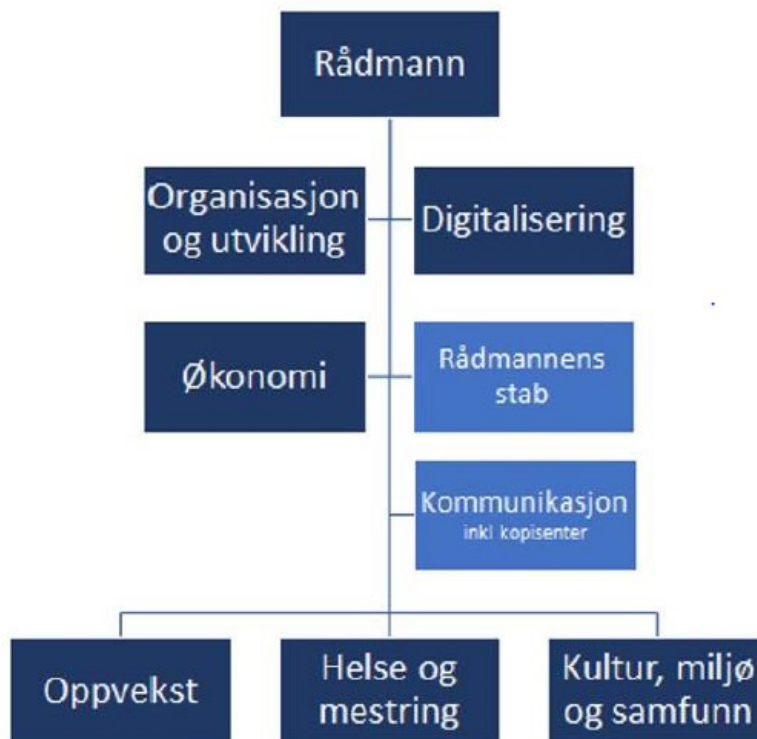 Rådmann
Organisasjon
og utvikling
Digitalisering
Økonomi
Rådmannens
stab
Kommunikasjon
inkl kopisenter
Oppvekst
Helse og
mestring
Kultur, miljø
og samfunn